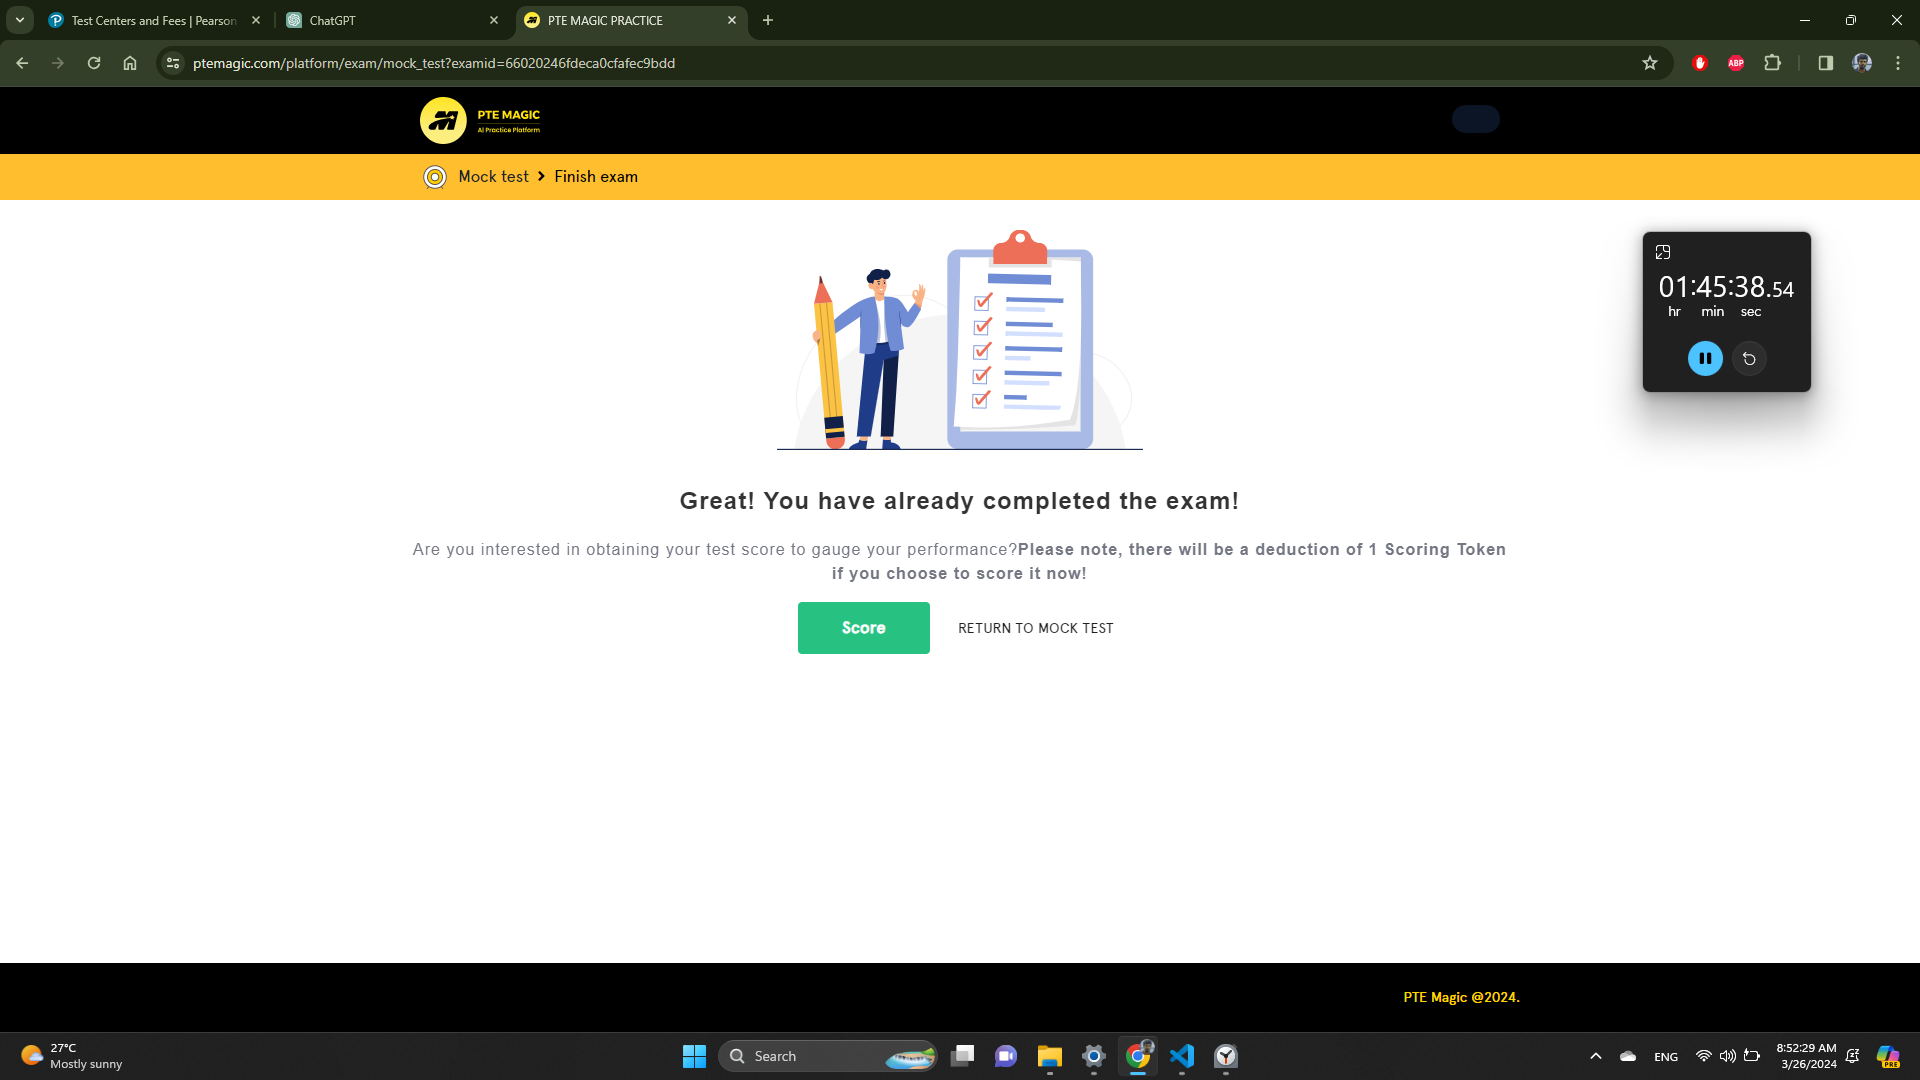 Test Centers and Fees | Pearson
ChatGPT
PTE MAGIC PRACTICE
ptemagic.com/platform/exam/mock_test?examid=66020246fdeca0cfafec9bdd
ABP
PTE MAGIC
AI Practice Platform
Mock test > Finish exam
01:45:38.54
hr min sec
Great! You have already completed the exam!
Are you interested in obtaining your test score to gauge your performance?Please note, there will be a deduction of 1 Scoring Token
if you choose to score it now!
Score
RETURN TO MOCK TEST
PTE Magic @2024.
27°C
Mostly sunny
Search
ENG
8:52:29 AM
3/26/2024
PRE